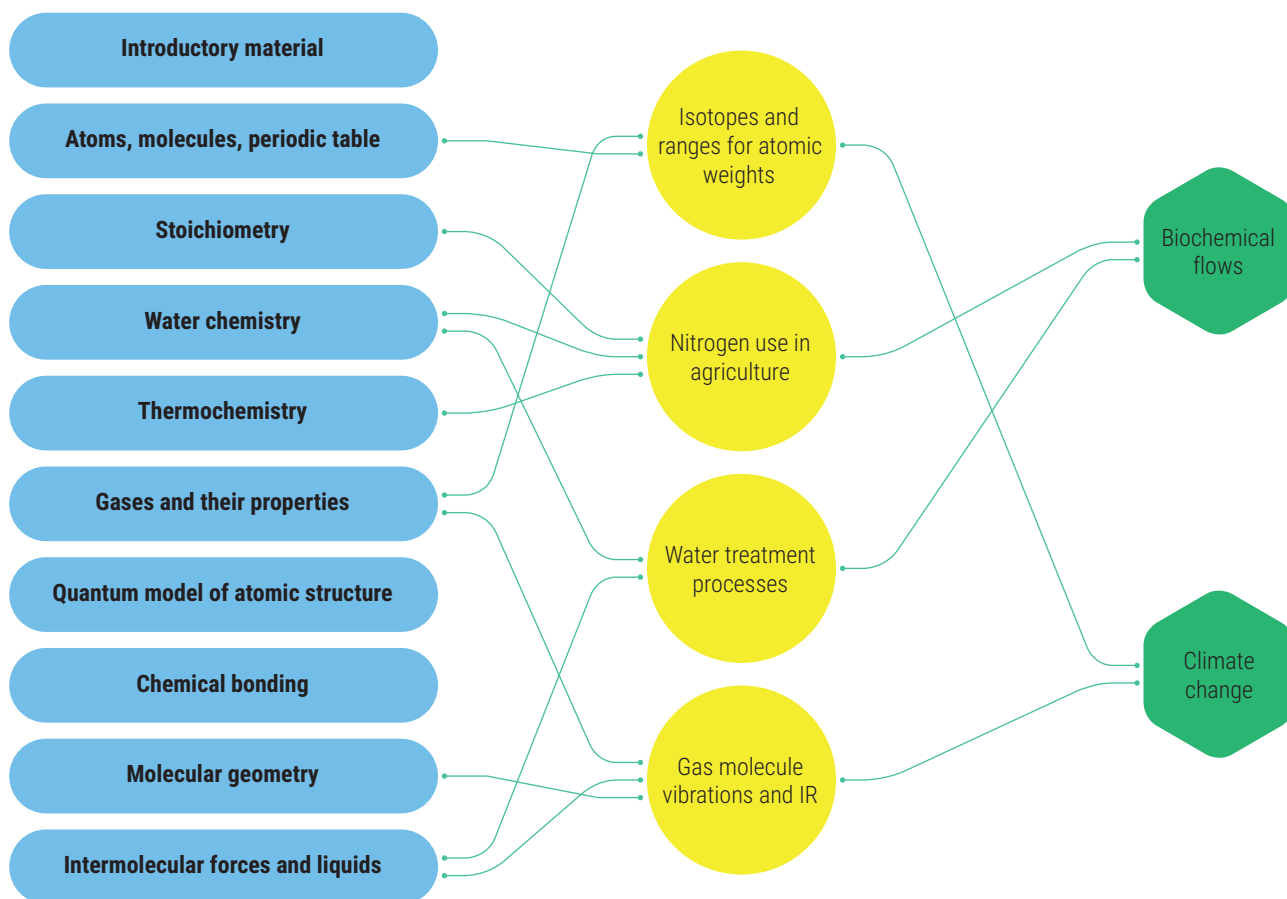 Introductory material
Atoms, molecules, periodic table
Stoichiometry
Water chemistry
Thermochemistry
Gases and their properties
Quantum model of atomic structure
Chemical bonding
Molecular geometry
Intermolecular forces and liquids
Isotopes and
ranges for atomic
weights
Nitrogen use in
agriculture
Water treatment
processes
Gas molecule
vibrations and IR
Biochemical
flows
Climate
change